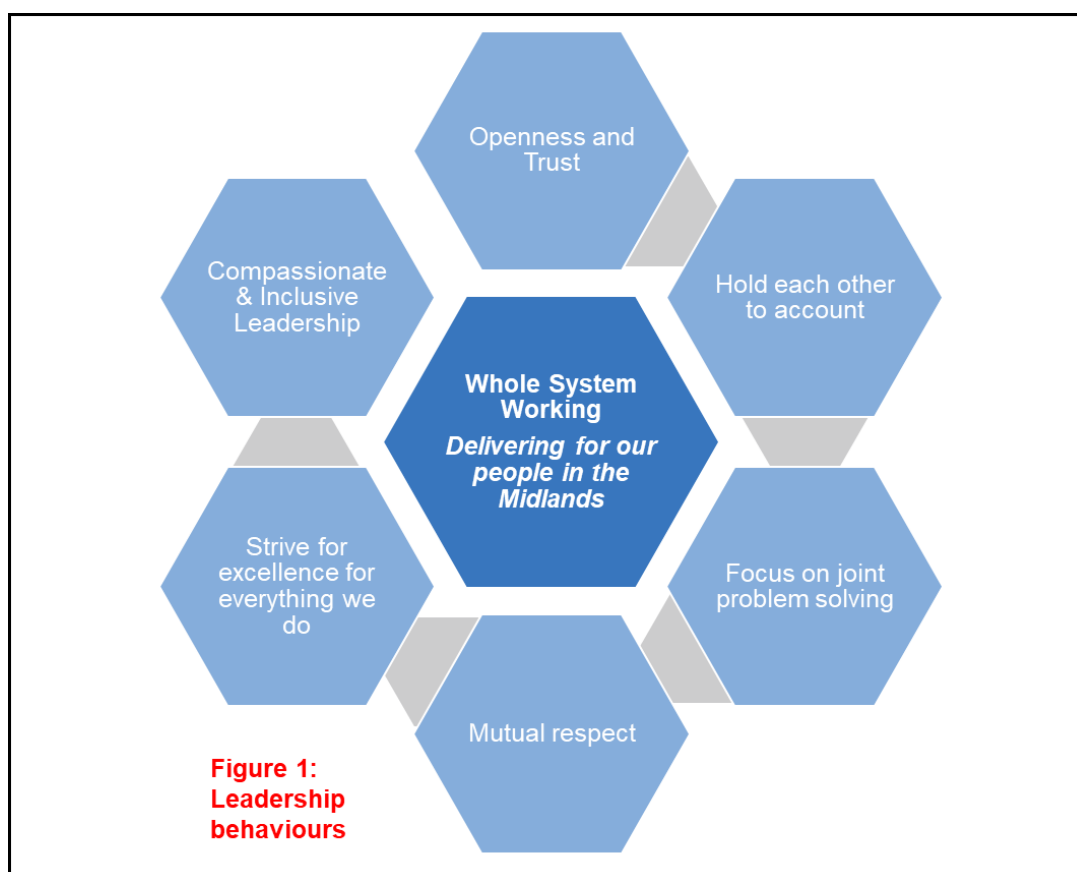 Openness and
Trust
Compassionate
& Inclusive
Leadership
Hold each other
to account
Whole System
Working
Delivering for our
people in the
Midlands
Strive for
excellence for
everything we
do
Focus on joint
problem solving
Mutual respect
Figure 1:
Leadership
behaviours